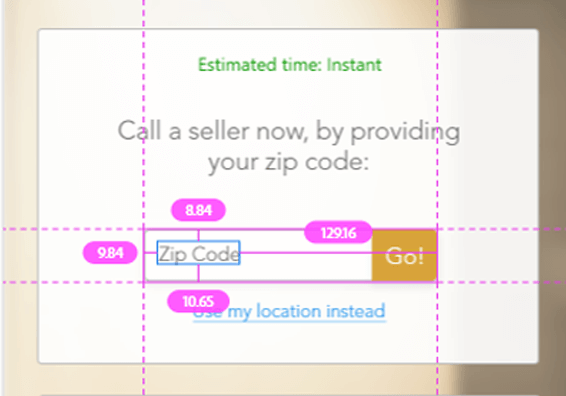 Estimated time: Instant
Call a seller now, by providing
your zip code:
8.84
129.16
9.84
Zip Code
Go!
10.65
Use my location instead